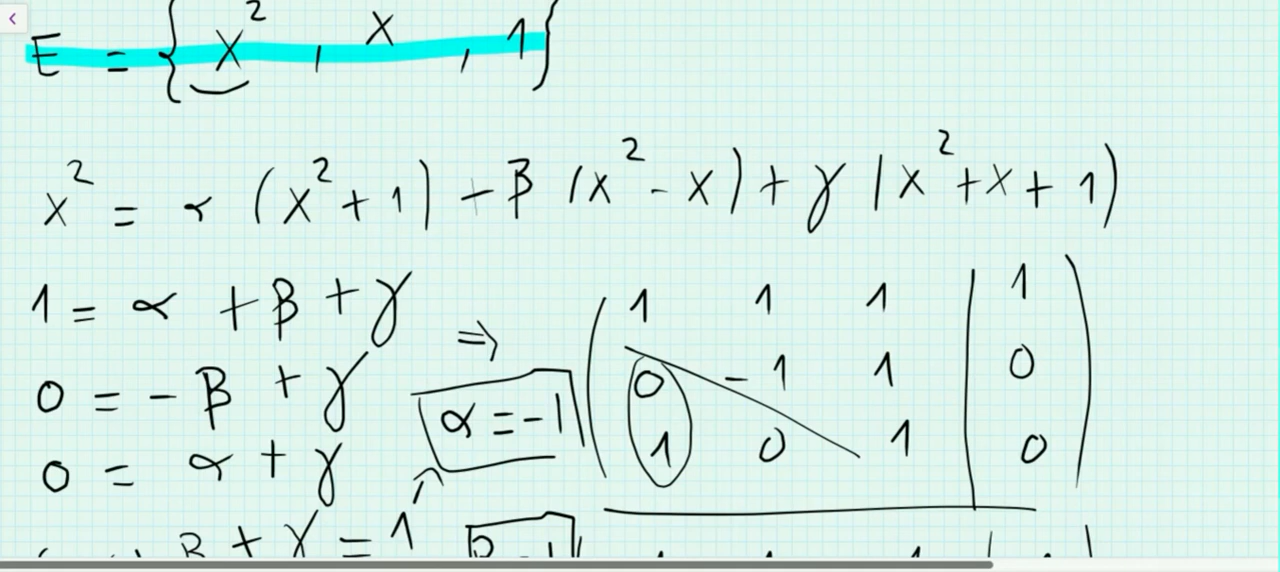 E = { x² , x , 1 }
x² = α (x² + 1) + β (x² - x) + γ (x² + x + 1)
1 = α + β + γ ⇒ ( 1 1 1 | 1 )
0 = - β + γ ( 0 -1 1 | 0 )
α = -1
0 = α + γ ( 1 0 1 | 0 )
β + γ = 1